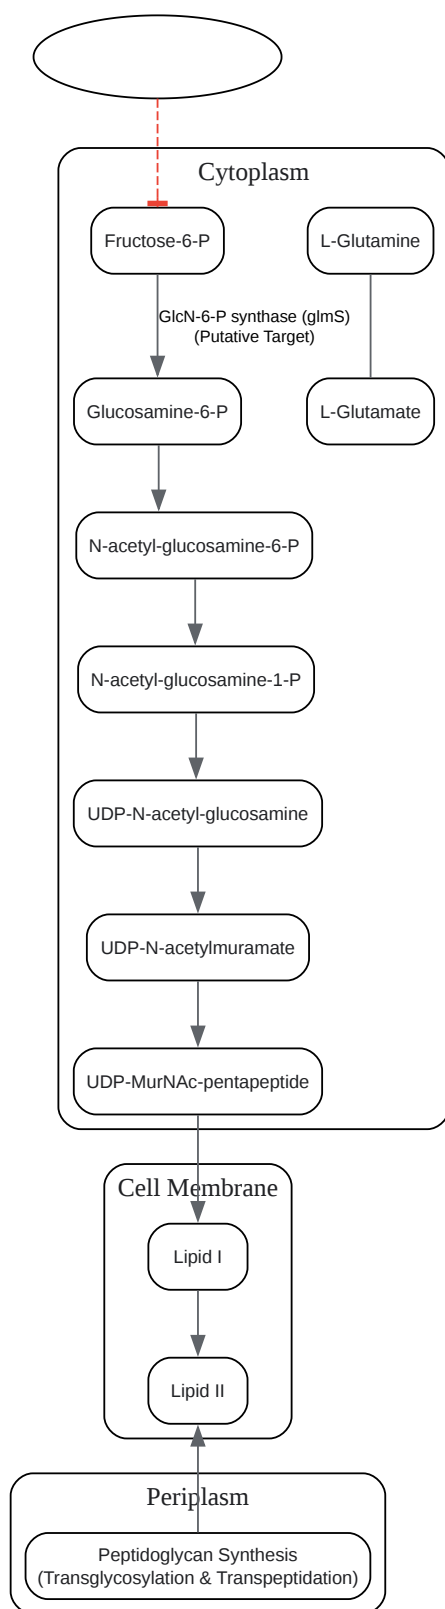 Cytoplasm
Fructose-6-P
L-Glutamine
GlcN-6-P synthase (glmS)
(Putative Target)
Glucosamine-6-P
L-Glutamate
N-acetyl-glucosamine-6-P
N-acetyl-glucosamine-1-P
UDP-N-acetyl-glucosamine
UDP-N-acetylmuramate
UDP-MurNAc-pentapeptide
Cell Membrane
Lipid I
Lipid II
Periplasm
Peptidoglycan Synthesis
(Transglycosylation & Transpeptidation)